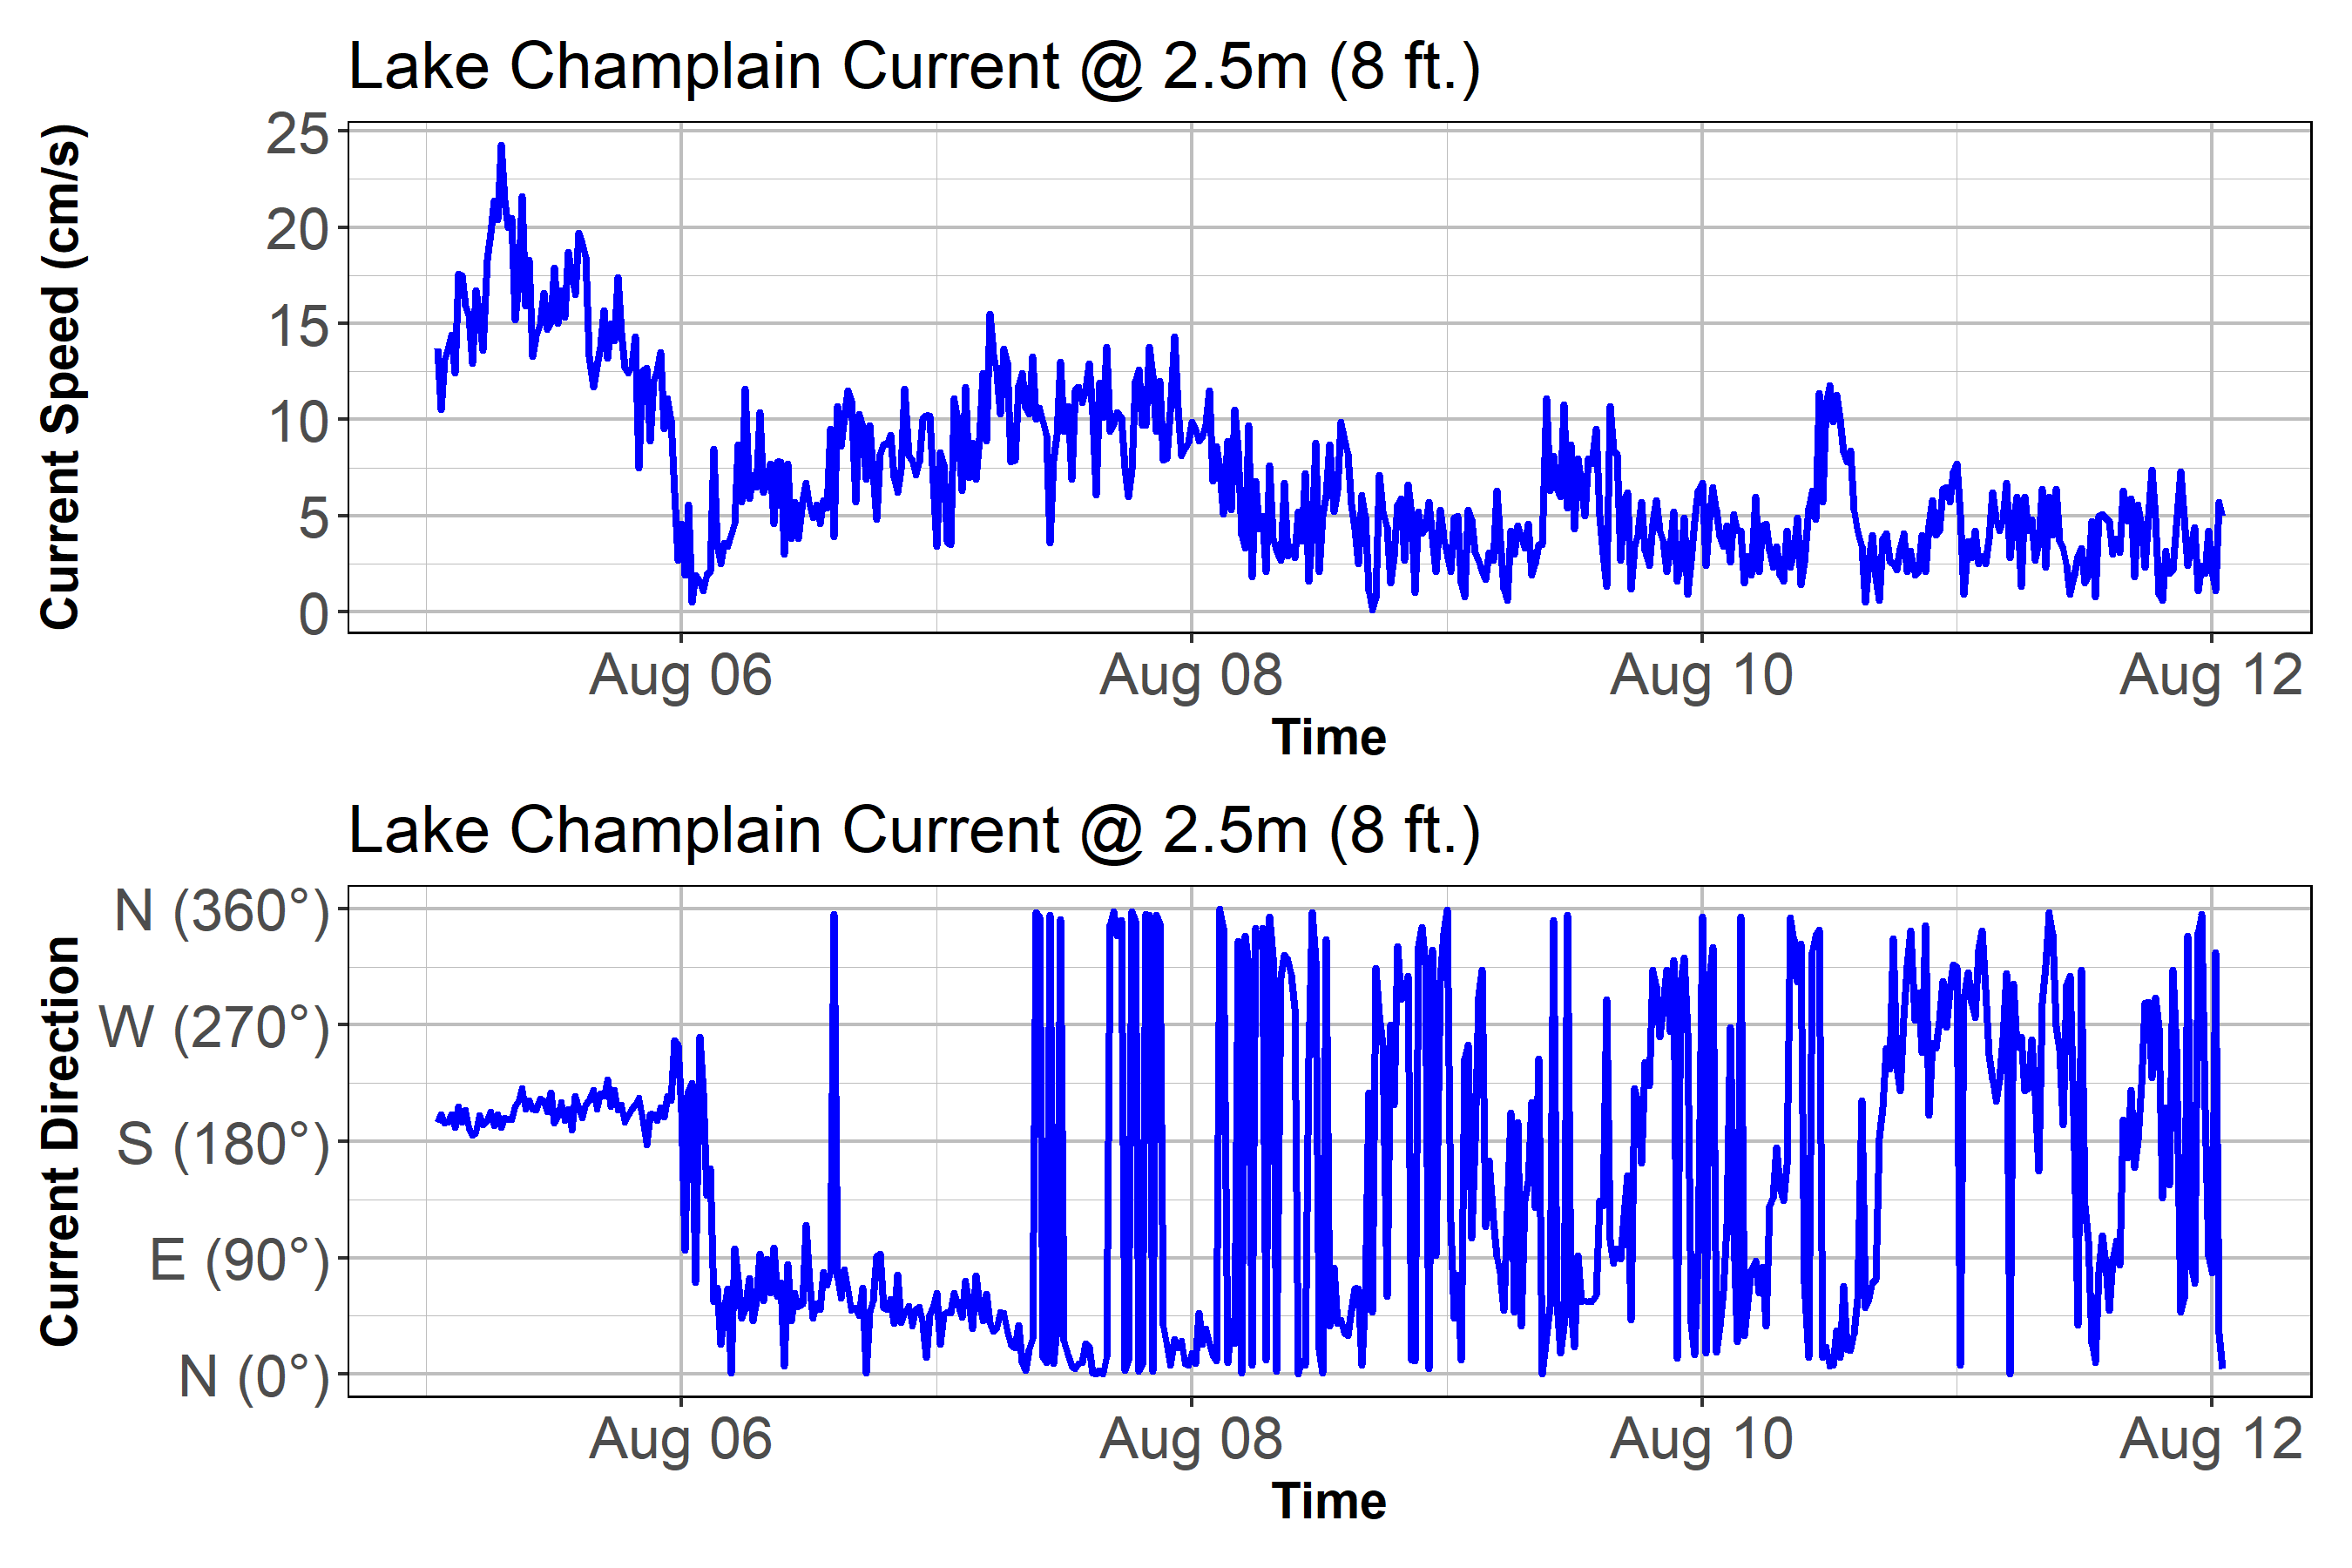 Lake Champlain Current @ 2.5m (8 ft.)
Current Speed (cm/s)
25
20
15
10
5
0
Aug 06 Aug 08 Aug 10 Aug 12
Time
Lake Champlain Current @ 2.5m (8 ft.)
Current Direction
N (360°)
W (270°)
S (180°)
E (90°)
N (0°)
Aug 06 Aug 08 Aug 10 Aug 12
Time